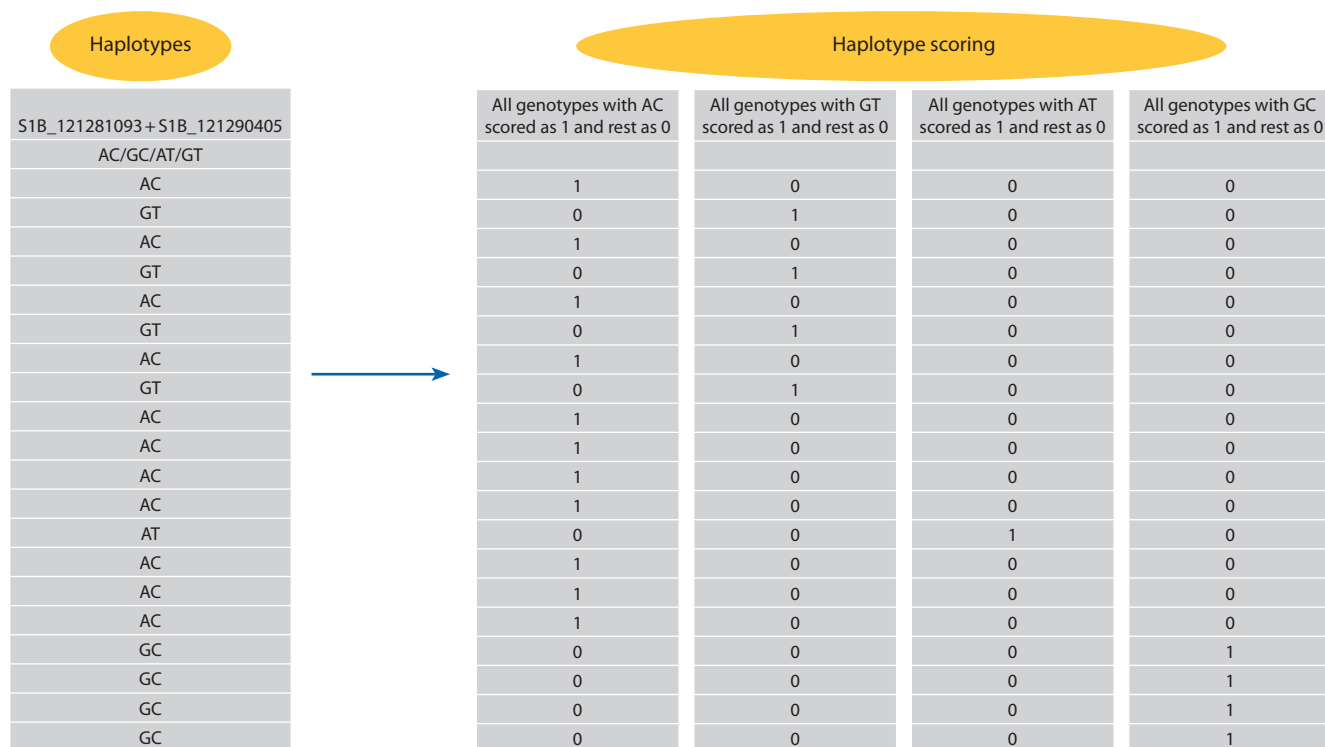 Haplotypes
Haplotype scoring
S1B_121281093+S1B_121290405
All genotypes with AC
scored as 1 and rest as 0
All genotypes with GT
scored as 1 and rest as 0
All genotypes with AT
scored as 1 and rest as 0
All genotypes with GC
scored as 1 and rest as 0
AC/GC/AT/GT
AC 1 0 0 0
GT 0 1 0 0
AC 1 0 0 0
GT 0 1 0 0
AC 1 0 0 0
GT 0 1 0 0
AC 1 0 0 0
GT 0 1 0 0
AC 1 0 0 0
AC 1 0 0 0
AC 1 0 0 0
AC 1 0 0 0
AT 0 0 1 0
AC 1 0 0 0
AC 1 0 0 0
AC 1 0 0 0
GC 0 0 0 1
GC 0 0 0 1
GC 0 0 0 1
GC 0 0 0 1